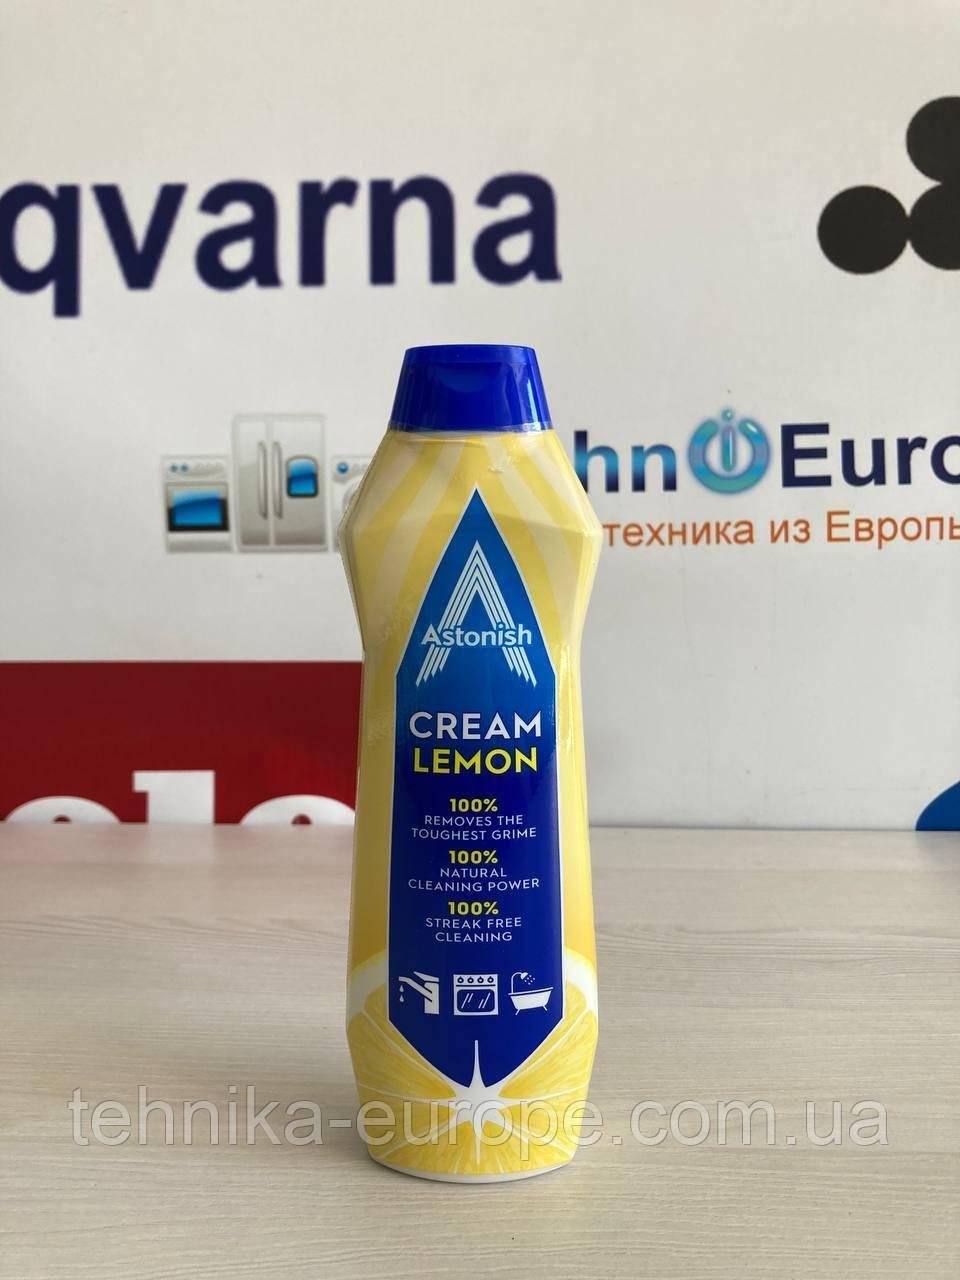 qvarna
hn Euro
техника из Европы
Astonish
CREAM
LEMON
100%
REMOVES THE
TOUGHEST GRIME
100%
NATURAL
CLEANING POWER
100%
STREAK FREE
CLEANING
tehnika-europe.com.ua